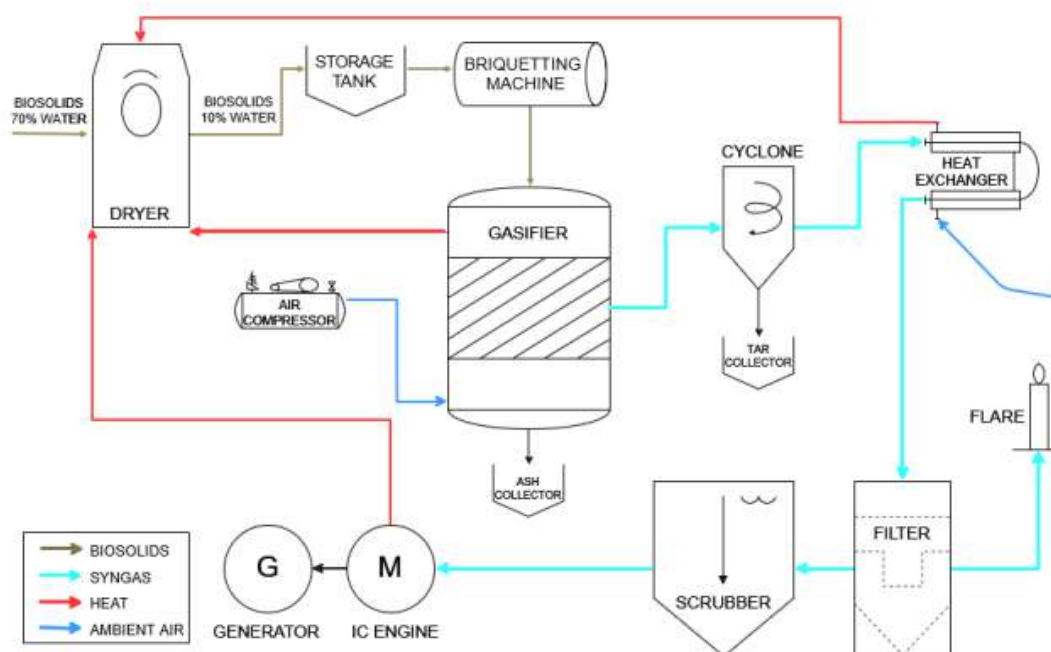 STORAGE
TANK
BRIQUETTING
MACHINE
BIOSOLIDS
70% WATER
BIOSOLIDS
10% WATER
CYCLONE
HEAT
EXCHANGER
DRYER
GASIFIER
AIR
COMPRESSOR
TAR
COLLECTOR
FLARE
ASH
COLLECTOR
FILTER
BIOSOLIDS
SYNGAS
HEAT
AMBIENT AIR
G
M
SCRUBBER
GENERATOR
IC ENGINE